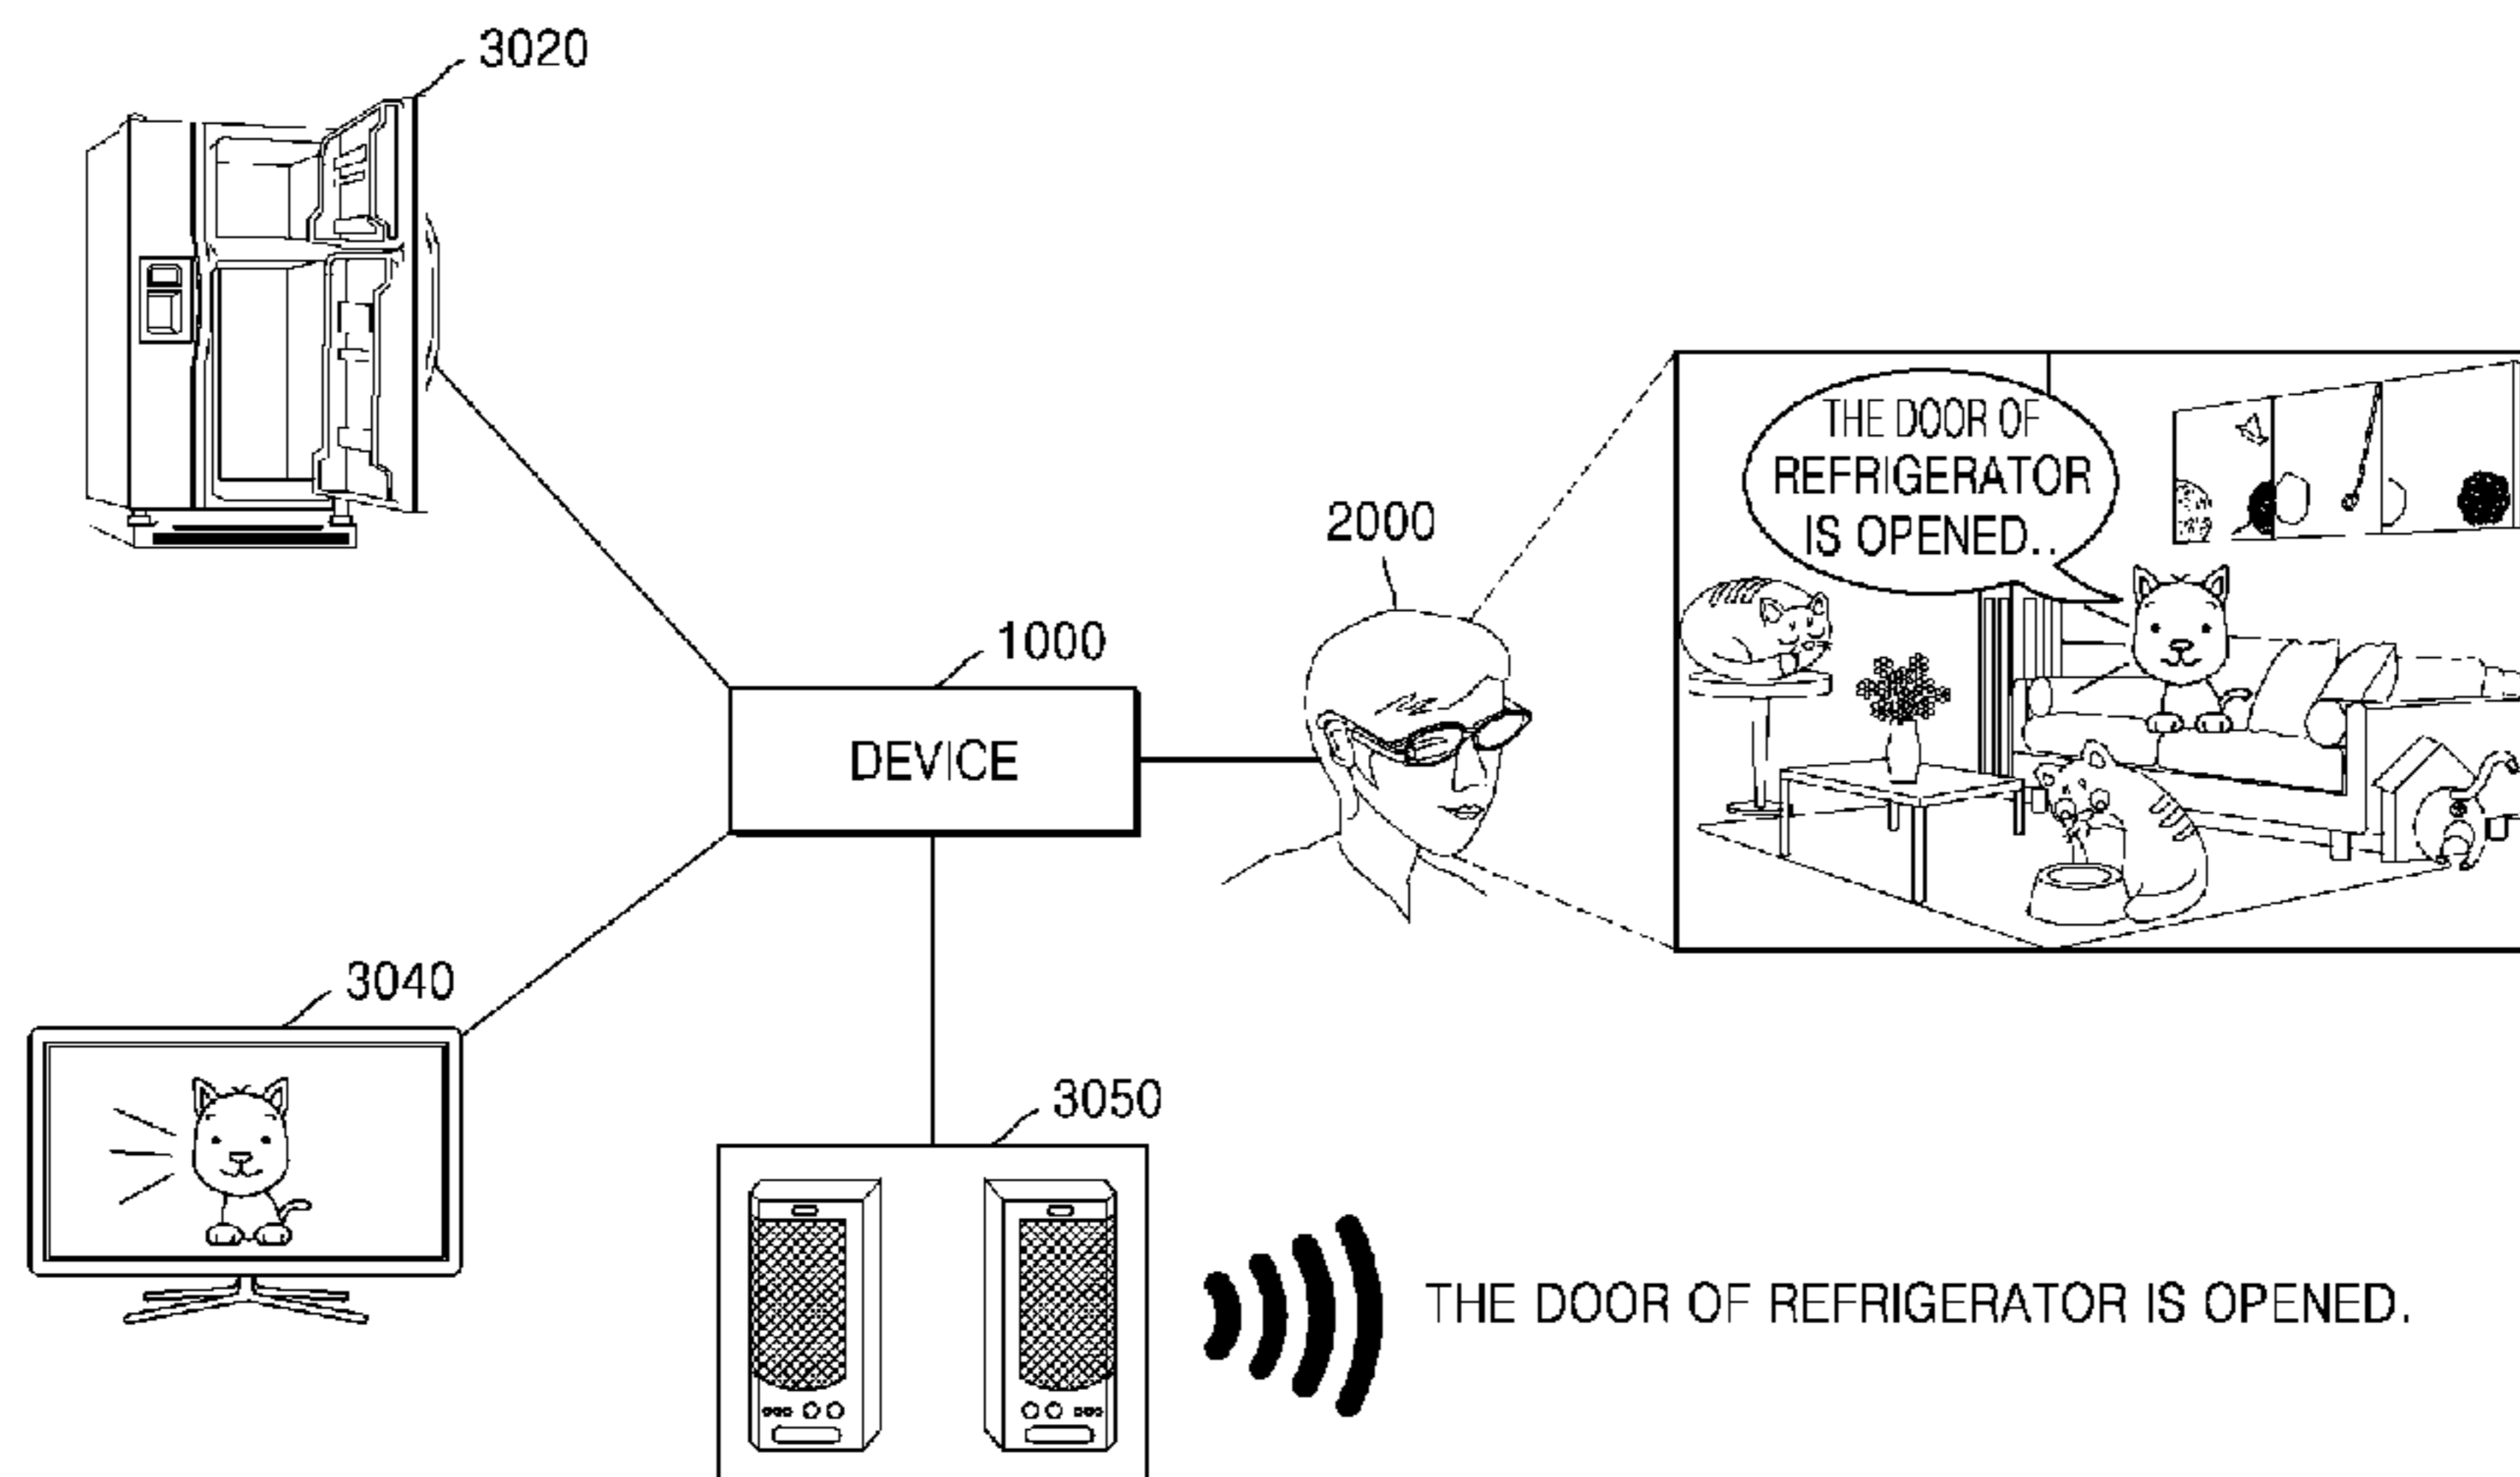 3020
THE DOOR OF
REFRIGERATOR
IS OPENED..
2000
1000
DEVICE
3040
3050
THE DOOR OF REFRIGERATOR IS OPENED.